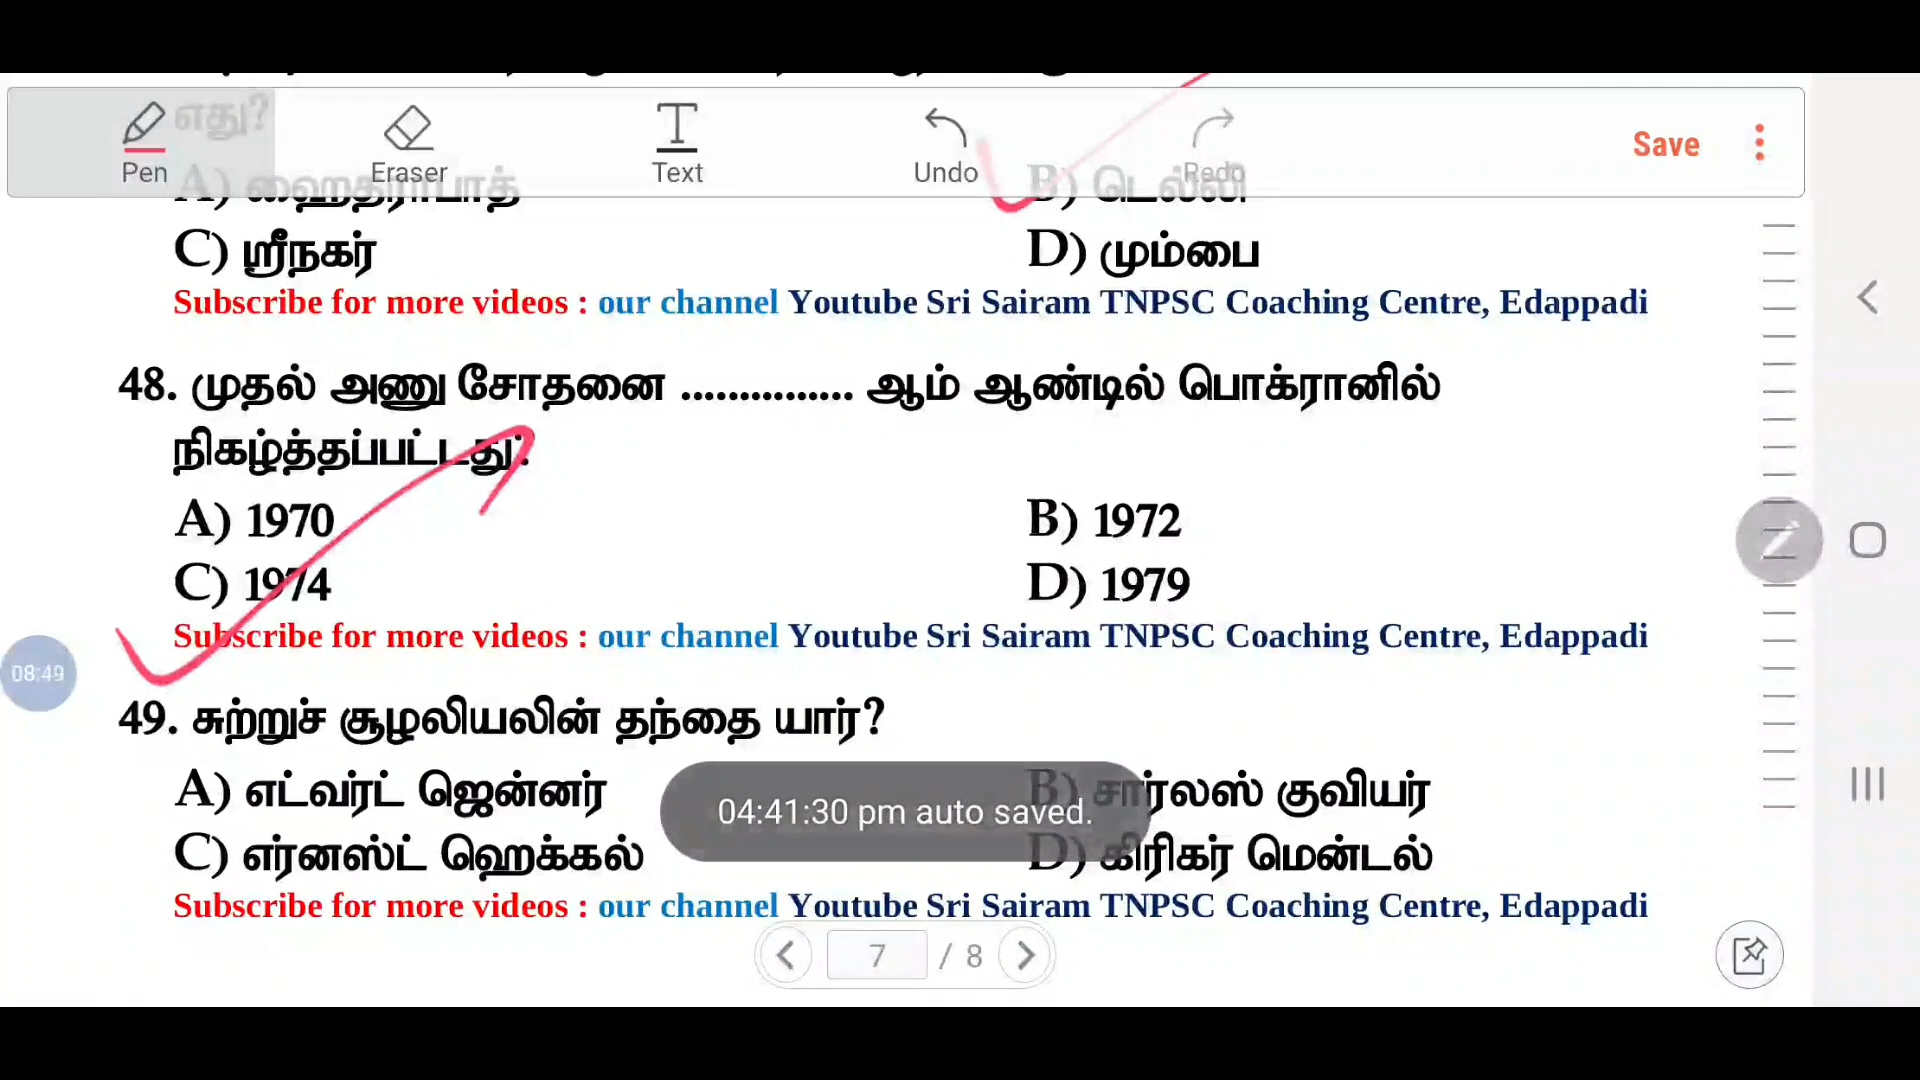 எது?
Pen
Eraser
Text
Undo
Redo
Save
A) ஹைதராபாத்
B) டெல்லி
C) ஸ்ரீநகர்
D) மும்பை
Subscribe for more videos : our channel Youtube Sri Sairam TNPSC Coaching Centre, Edappadi
48. முதல் அணு சோதனை ............... ஆம் ஆண்டில் பொக்ரானில்
நிகழ்த்தப்பட்டது?
A) 1970
B) 1972
C) 1974
D) 1979
Subscribe for more videos : our channel Youtube Sri Sairam TNPSC Coaching Centre, Edappadi
08:49
49. சுற்றுச் சூழலியலின் தந்தை யார்?
A) எட்வர்ட் ஜென்னர்
B) சார்லஸ் குவியர்
04:41:30 pm auto saved.
C) எர்னஸ்ட் ஹெக்கல்
D) கிரிகர் மென்டல்
Subscribe for more videos : our channel Youtube Sri Sairam TNPSC Coaching Centre, Edappadi
7 / 8